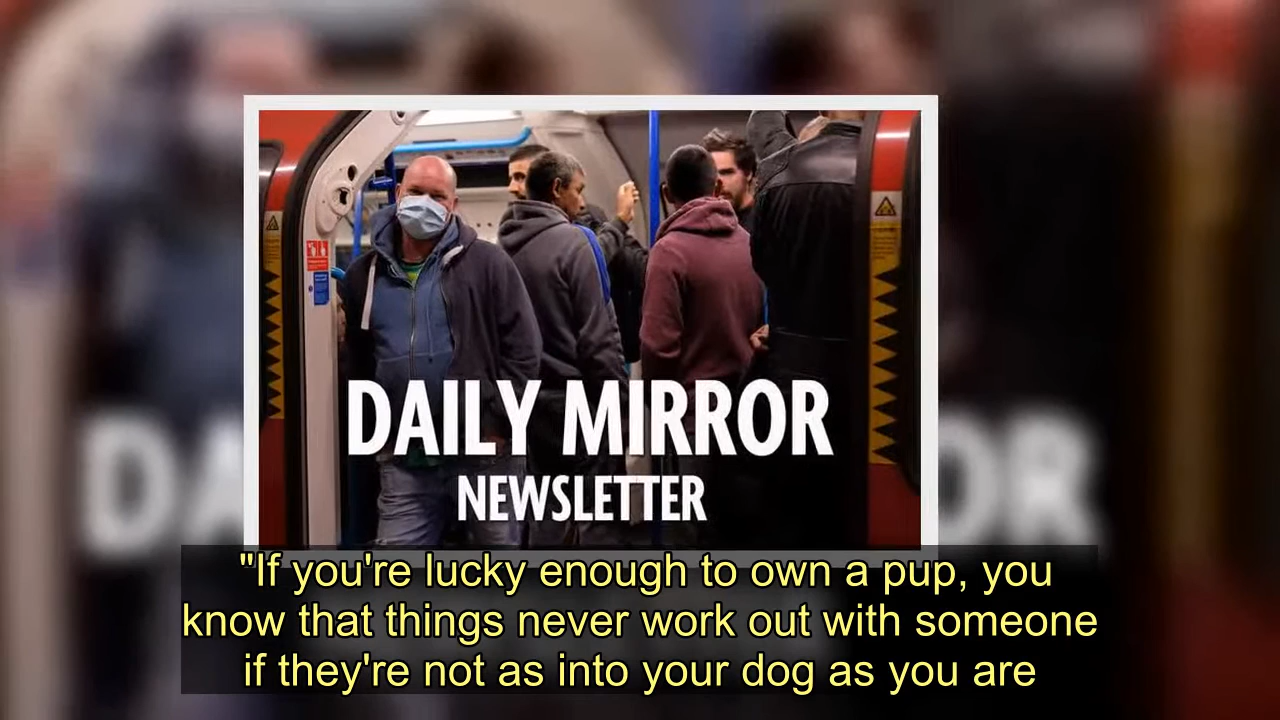 DAILY MIRROR
NEWSLETTER
"If you're lucky enough to own a pup, you
know that things never work out with someone
if they're not as into your dog as you are